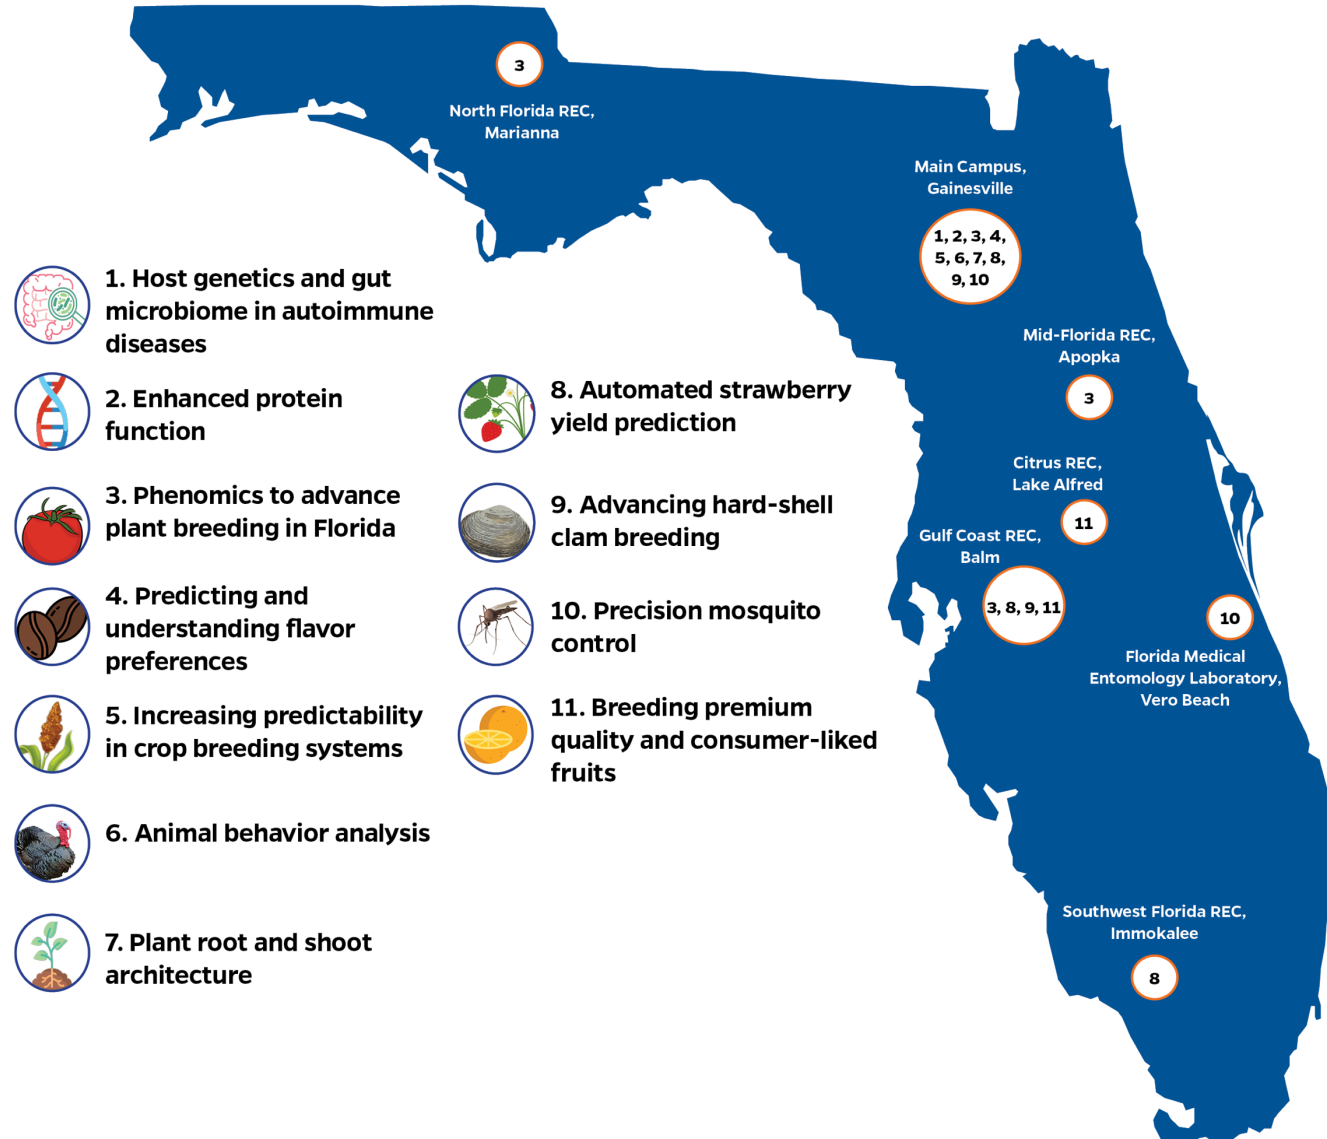 3
North Florida REC,
Marianna
Main Campus,
Gainesville
1, 2, 3, 4,
5, 6, 7, 8,
9, 10
Mid-Florida REC,
Apopka
3
Citrus REC,
Lake Alfred
11
Gulf Coast REC,
Balm
3, 8, 9, 11
10
Florida Medical
Entomology Laboratory,
Vero Beach
Southwest Florida REC,
Immokalee
8
1. Host genetics and gut
microbiome in autoimmune
diseases
2. Enhanced protein
function
3. Phenomics to advance
plant breeding in Florida
4. Predicting and
understanding flavor
preferences
5. Increasing predictability
in crop breeding systems
6. Animal behavior analysis
7. Plant root and shoot
architecture
8. Automated strawberry
yield prediction
9. Advancing hard-shell
clam breeding
10. Precision mosquito
control
11. Breeding premium
quality and consumer-liked
fruits